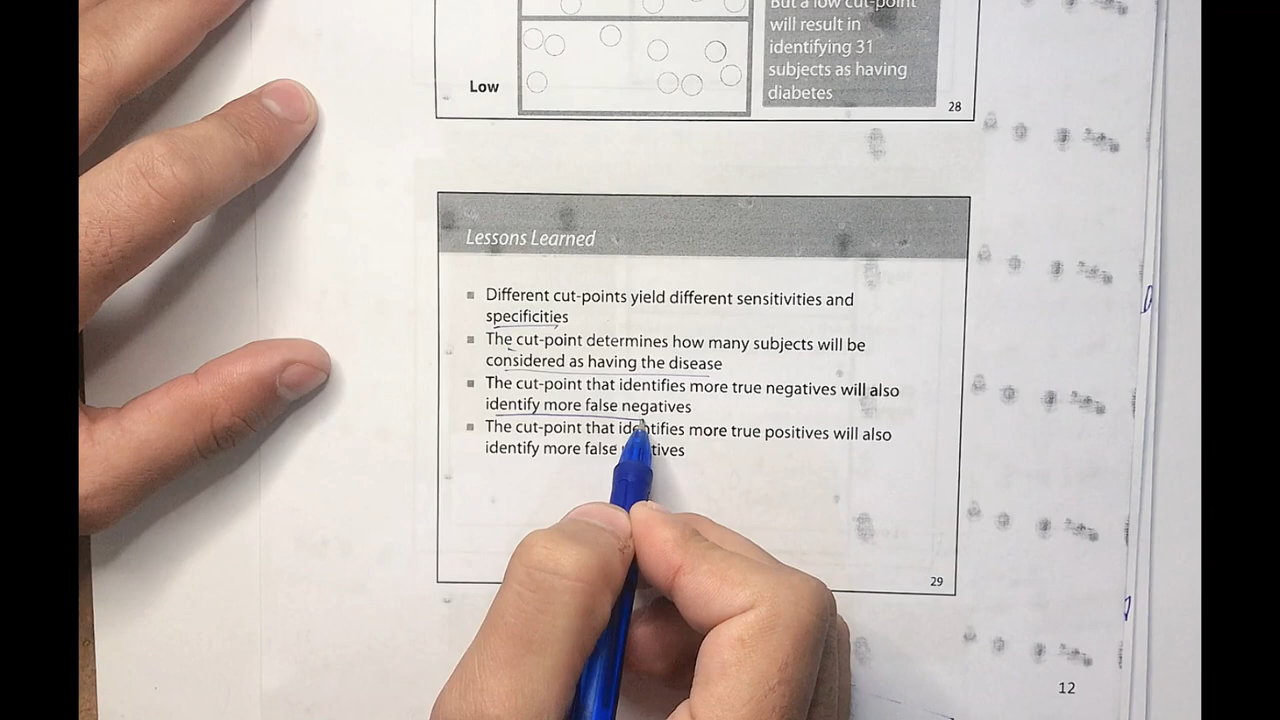 But a low cut-point
will result in
identifying 31
subjects as having
diabetes
Low
28
Lessons Learned
Different cut-points yield different sensitivities and
specificities
The cut-point determines how many subjects will be
considered as having the disease
The cut-point that identifies more true negatives will also
identify more false negatives
The cut-point that identifies more true positives will also
identify more false
29
12